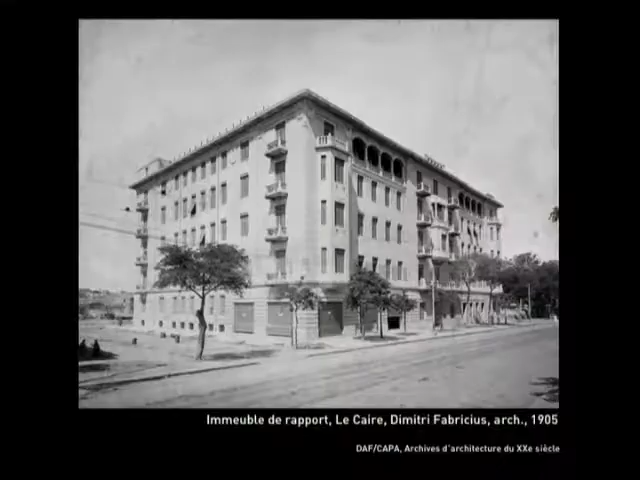 Immeuble de rapport, Le Caire, Dimitri Fabricius, arch., 1905
DAF/CAPA, Archives d'architecture du XXe siècle